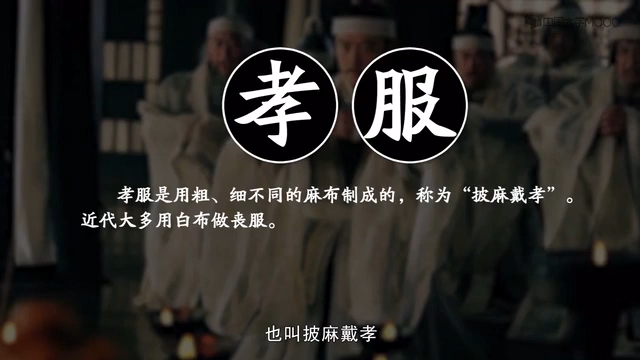 孝服
孝服是用粗、细不同的麻布制成的，称为“披麻戴孝”。
近代大多用白布做丧服。
也叫披麻戴孝